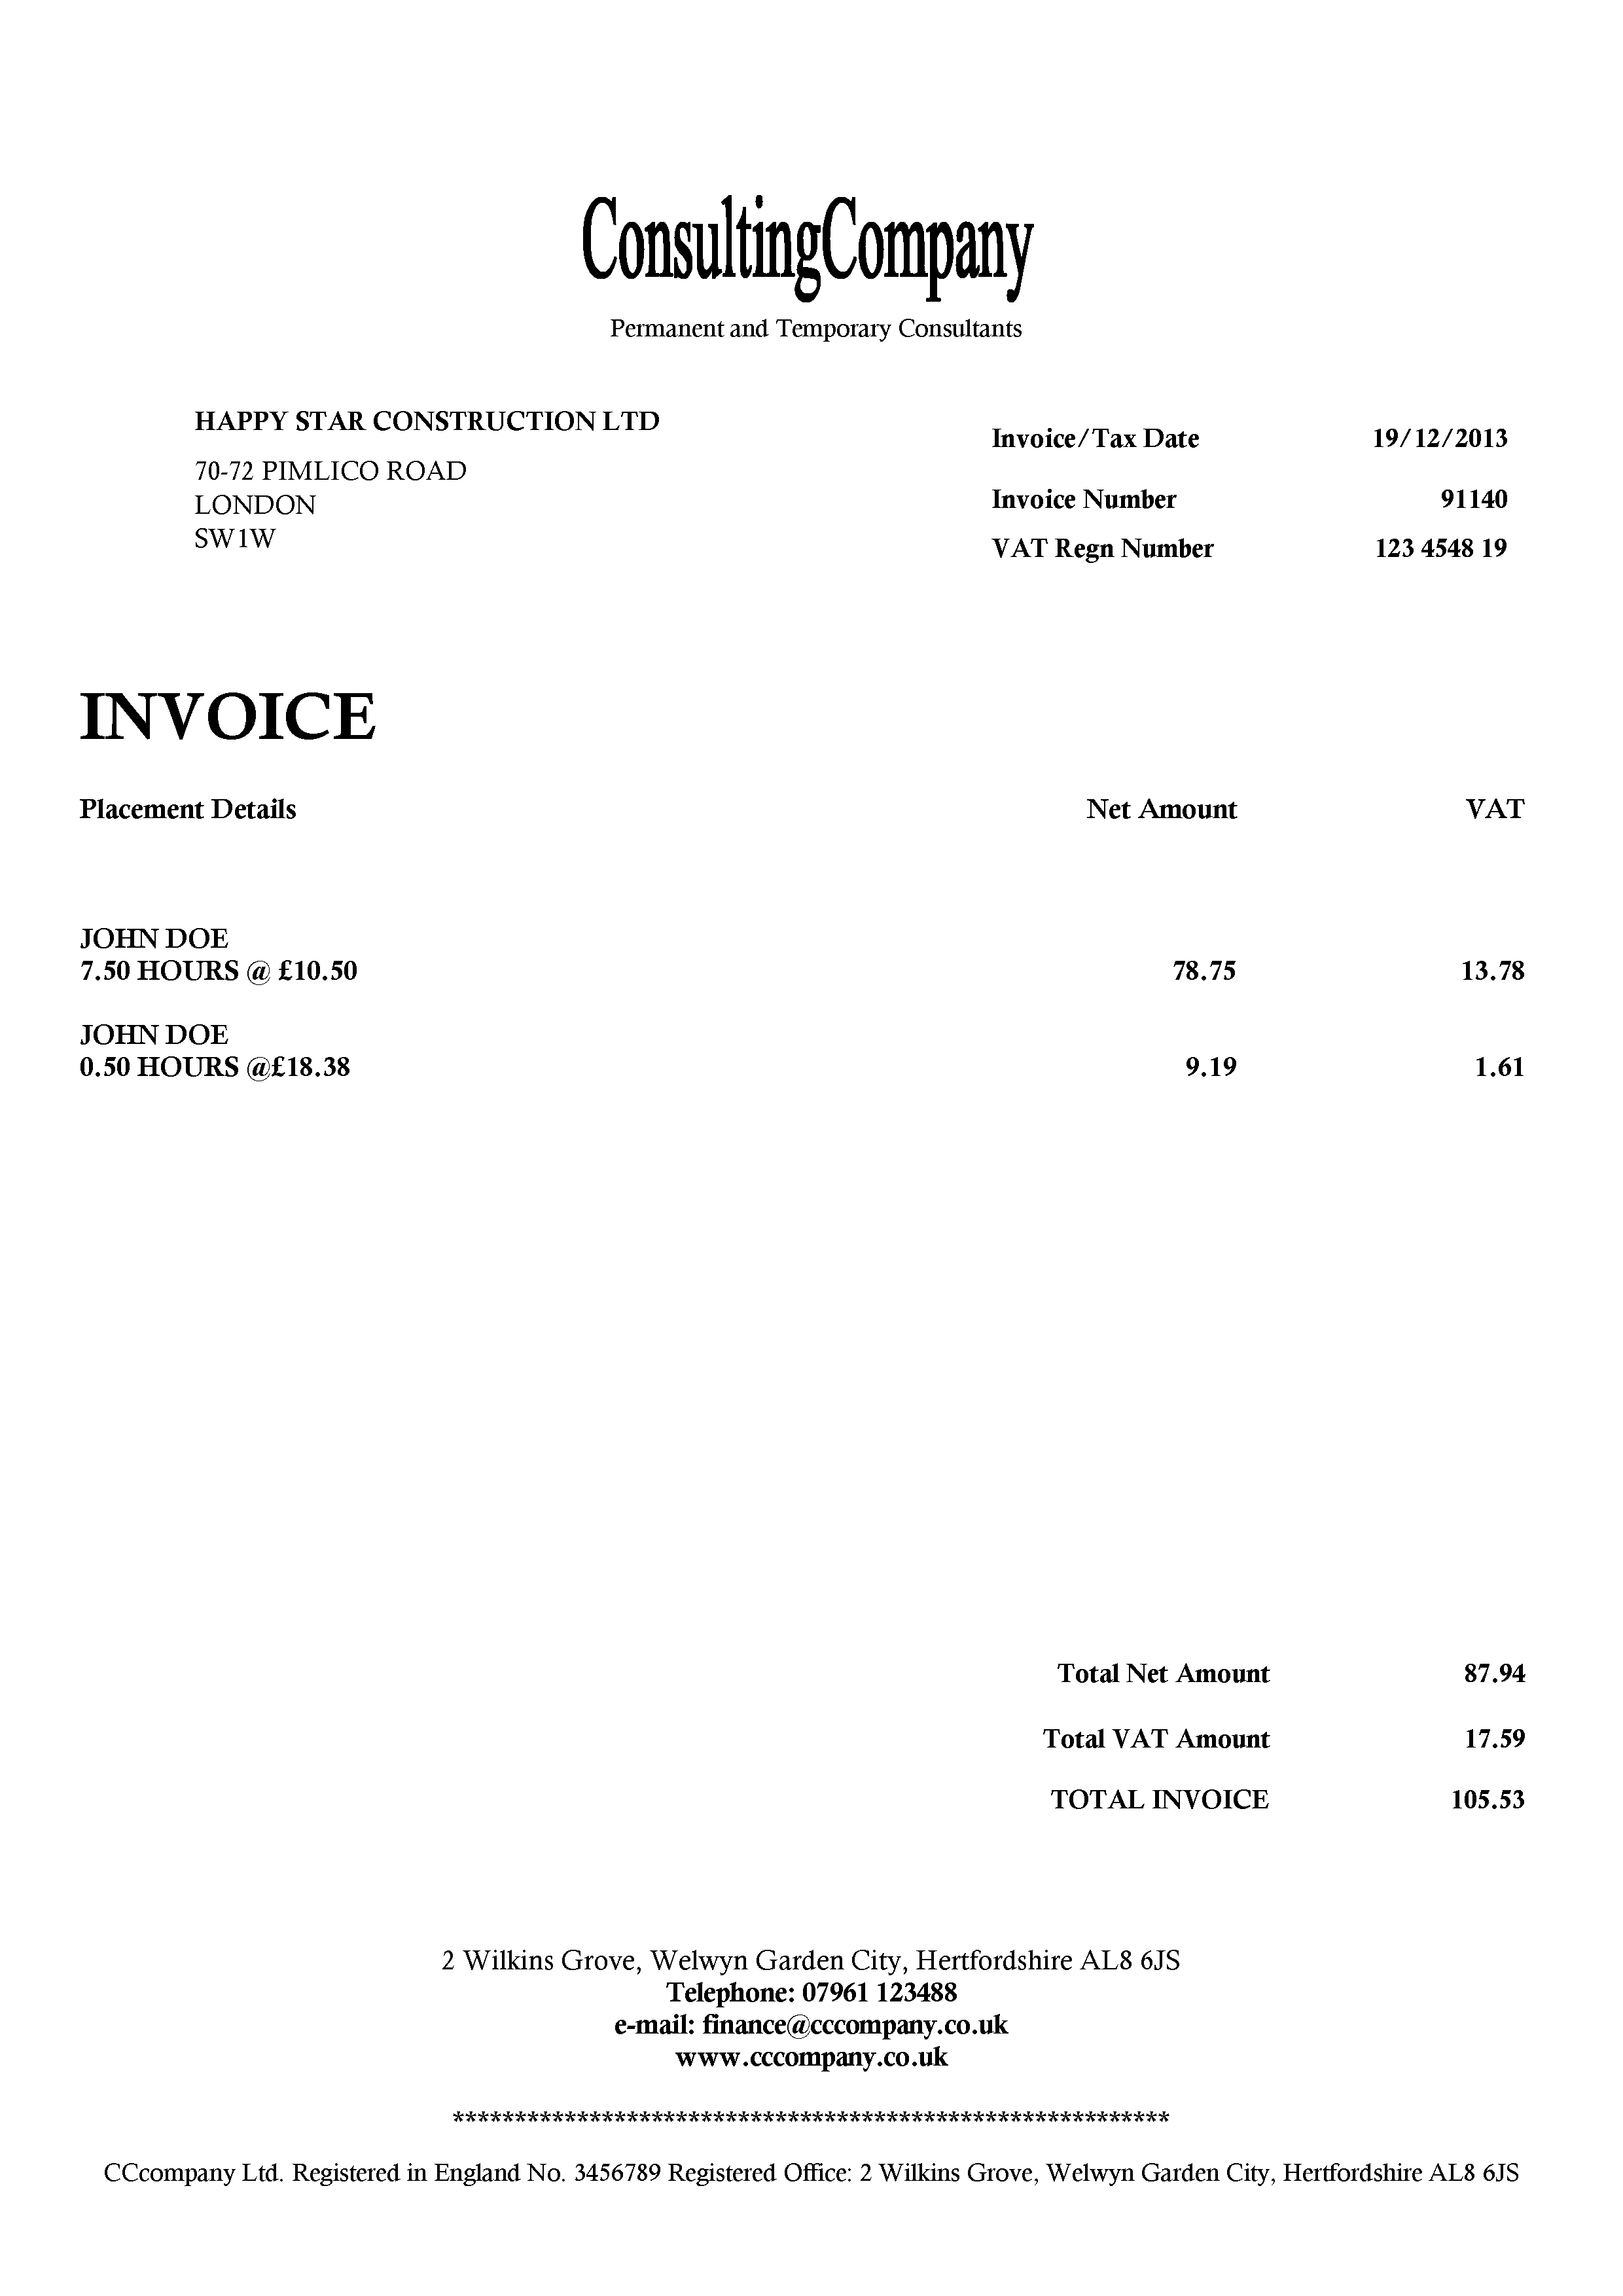 ConsultingCompany
Permanent and Temporary Consultants
HAPPY STAR CONSTRUCTION LTD
70-72 PIMLICO ROAD
LONDON
SW1W
Invoice/Tax Date 19/12/2013
Invoice Number 91140
VAT Regn Number 123 4548 19
INVOICE
Placement Details Net Amount VAT
JOHN DOE
7.50 HOURS @ £10.50 78.75 13.78
JOHN DOE
0.50 HOURS @£18.38 9.19 1.61
Total Net Amount 87.94
Total VAT Amount 17.59
TOTAL INVOICE 105.53
2 Wilkins Grove, Welwyn Garden City, Hertfordshire AL8 6JS
Telephone: 07961 123488
e-mail: finance@cccompany.co.uk
www.cccompany.co.uk
**********************************************************
CCcompany Ltd. Registered in England No. 3456789 Registered Office: 2 Wilkins Grove, Welwyn Garden City, Hertfordshire AL8 6JS